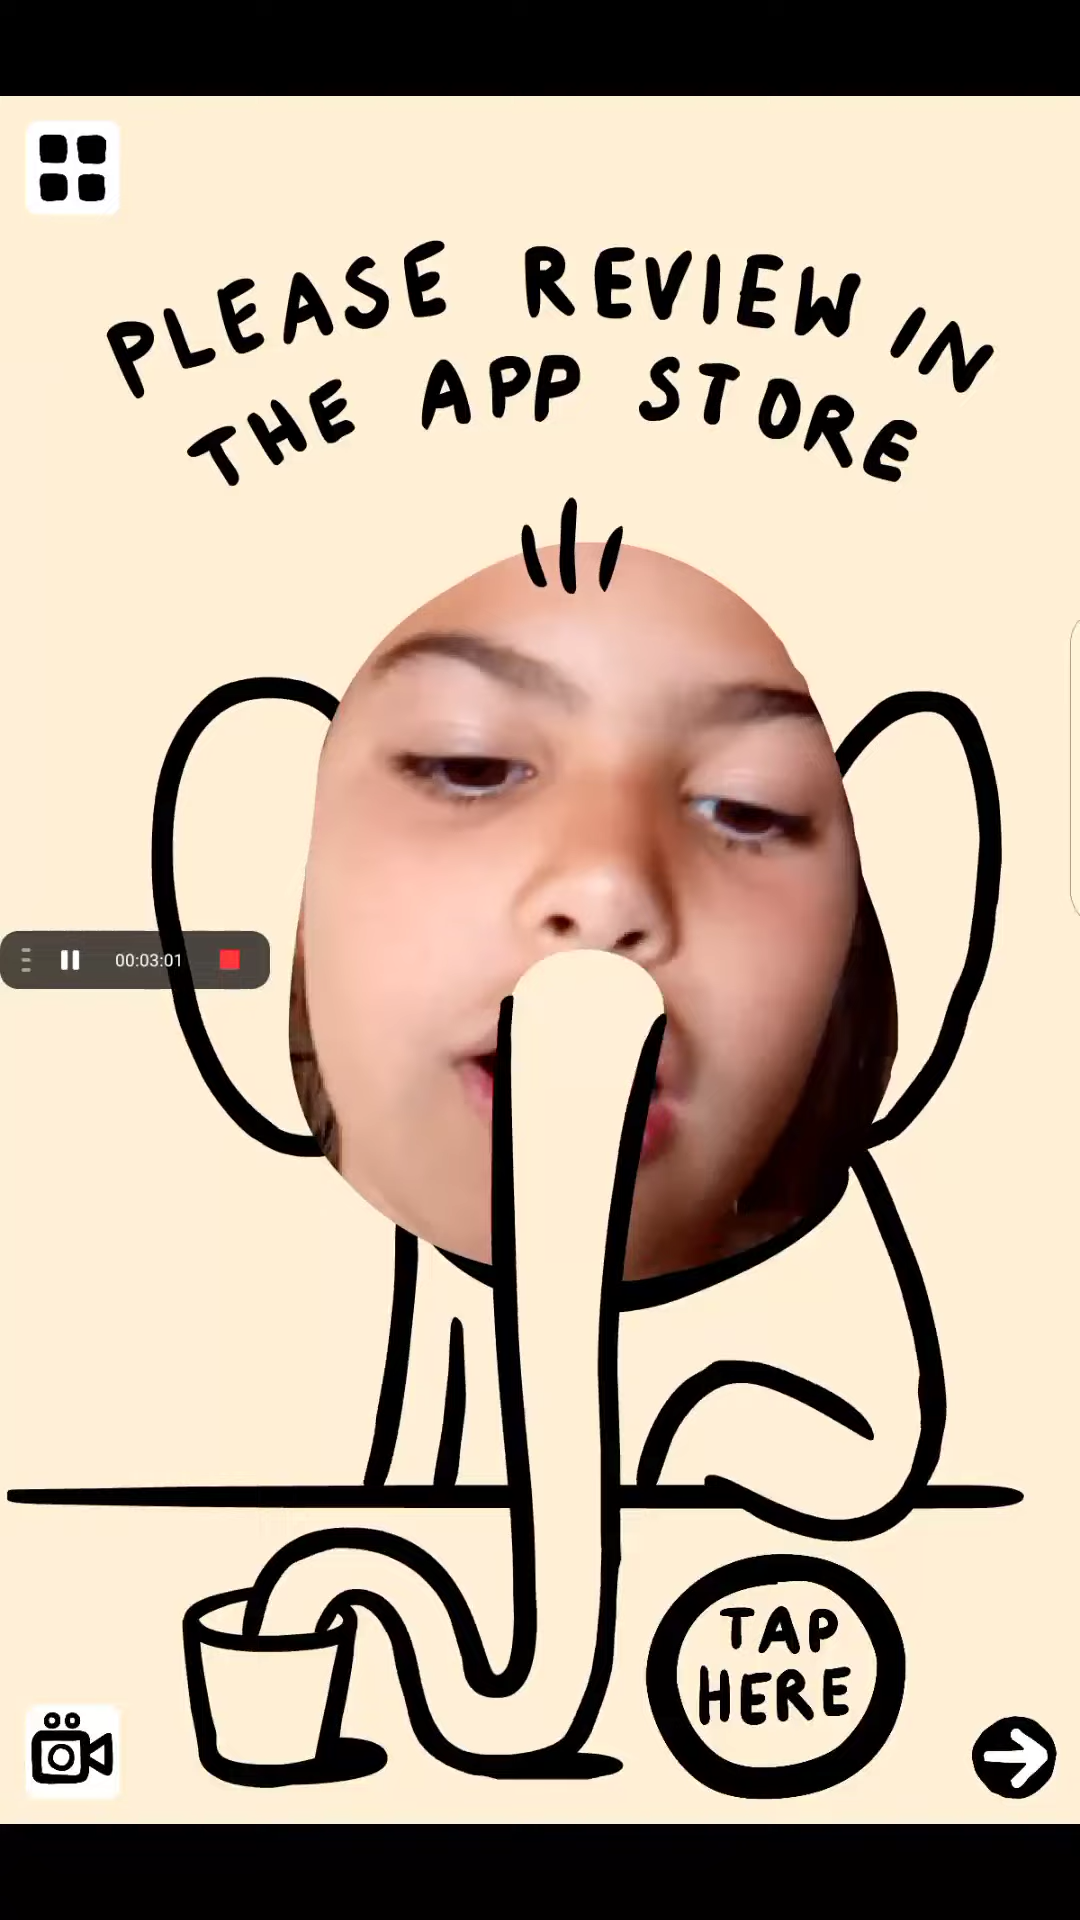 PLEASE REVIEW IN
THE APP STORE
00:03:01
TAP
HERE